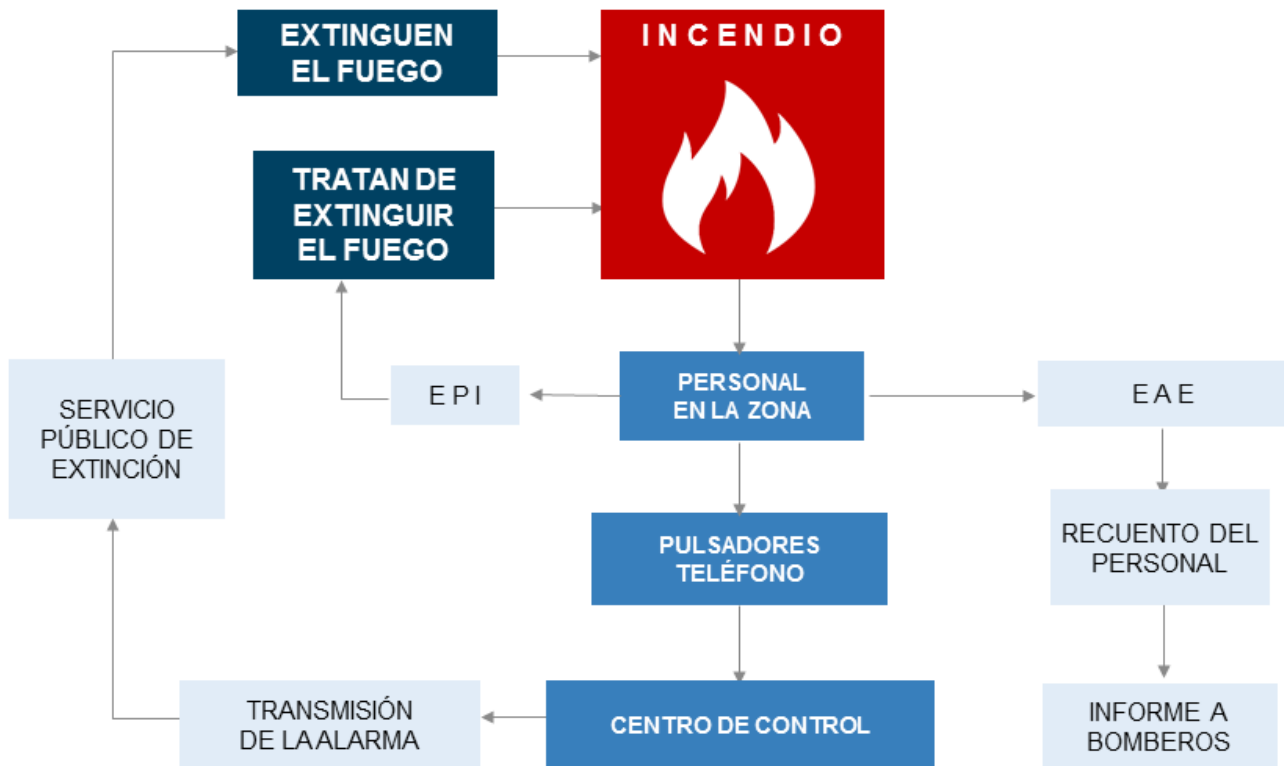 EXTINGUEN
EL FUEGO
INCENDIO
TRATAN DE
EXTINGUIR
EL FUEGO
SERVICIO
PÚBLICO DE
EXTINCIÓN
EPI
PERSONAL
EN LA ZONA
EAE
PULSADORES
TELÉFONO
RECUENTO DEL
PERSONAL
TRANSMISIÓN
DE LA ALARMA
CENTRO DE CONTROL
INFORME A
BOMBEROS